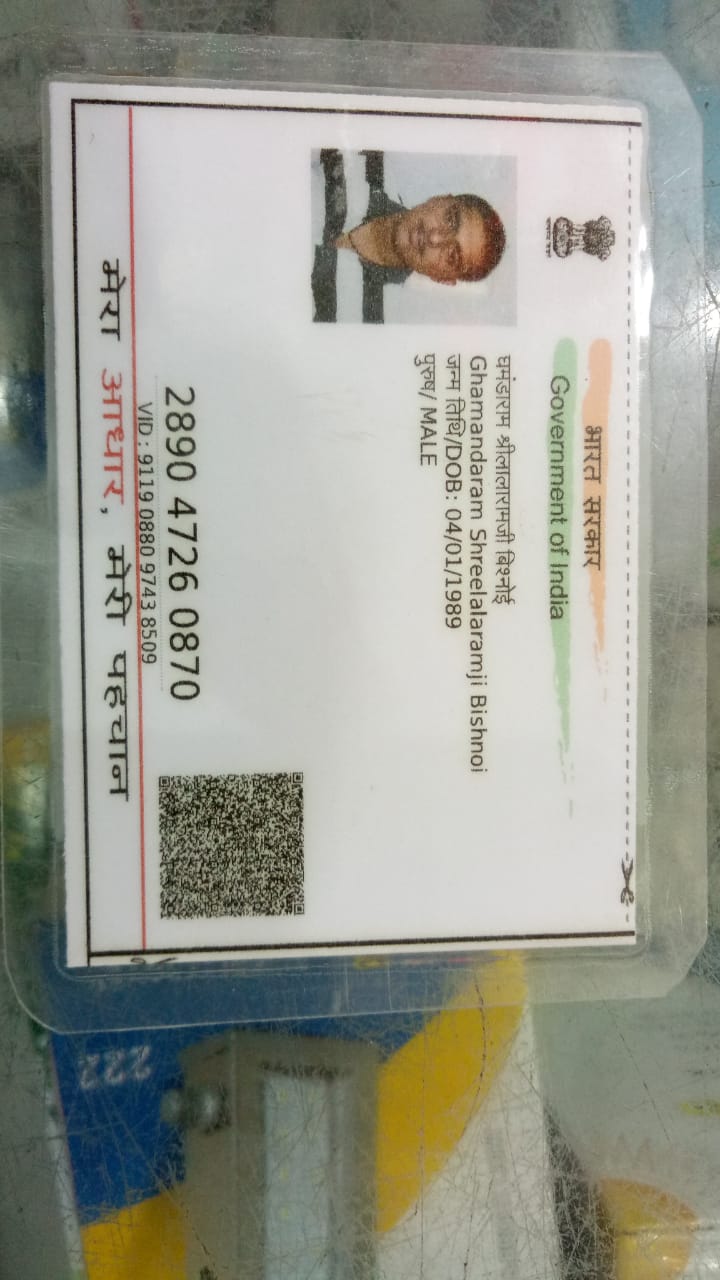 भारत सरकार
Government of India
घमंडाराम श्रीलालारामजी बिश्नोई
Ghamandaram Shreelalaramji Bishnoi
जन्म तिथि/DOB: 04/01/1989
पुरुष/ MALE
2890 4726 0870
VID : 9119 0880 9743 8509
मेरा आधार, मेरी पहचान
222